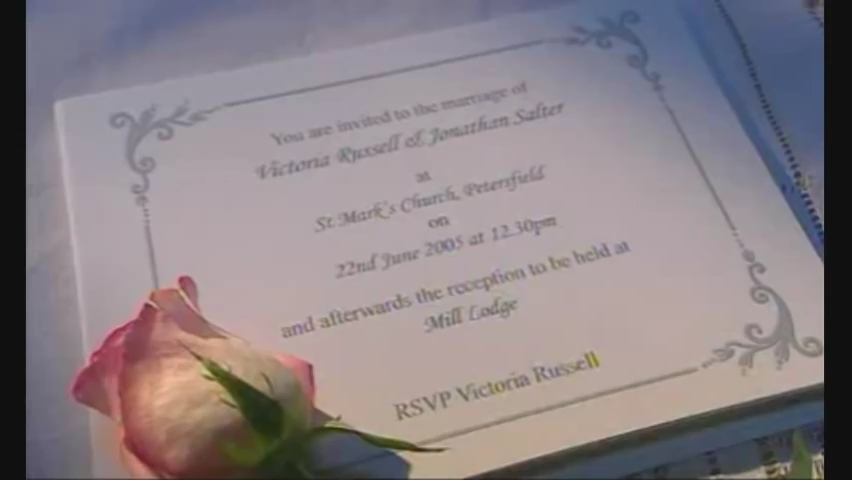 You are invited to the marriage of
Victoria Russell & Jonathan Salter
at
St Mark's Church, Petersfield
on
22nd June 2005 at 12.30pm
and afterwards the reception to be held at
Mill Lodge
RSVP Victoria Russell